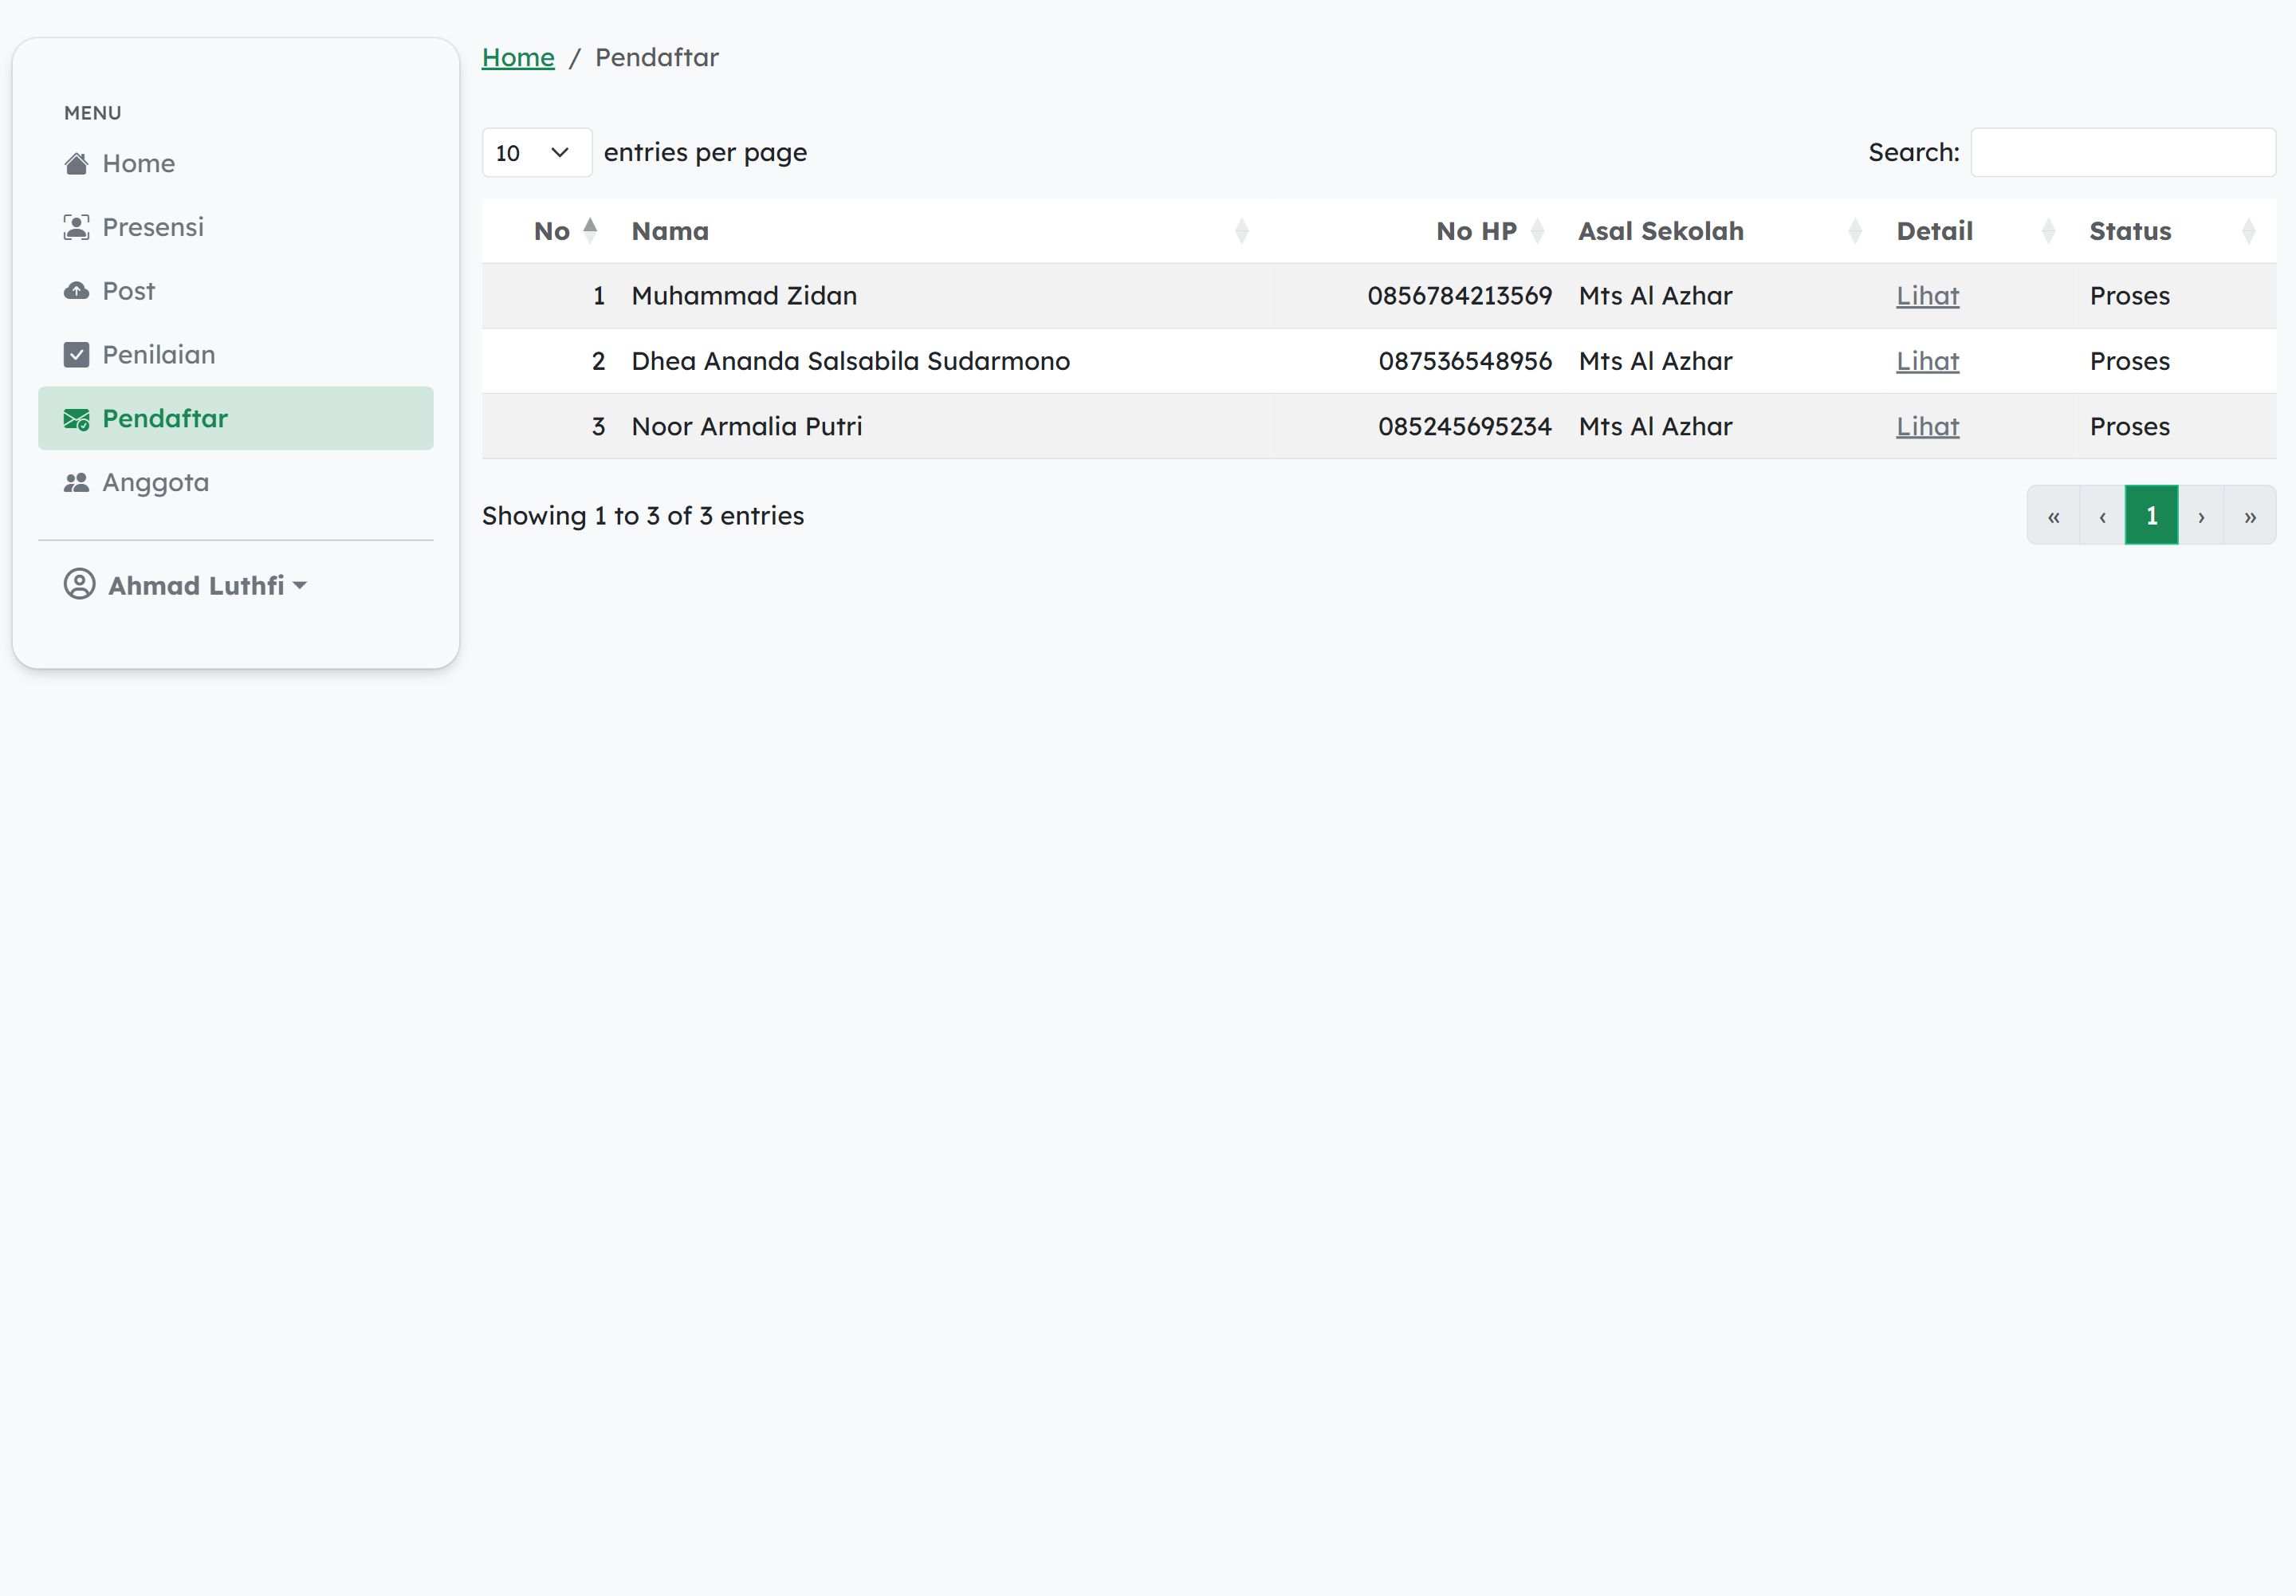 MENU
Home
Presensi
Post
Penilaian
Pendaftar
Anggota
Ahmad Luthfi
Home / Pendaftar
10 entries per page
Search:
No Nama No HP Asal Sekolah Detail Status
1 Muhammad Zidan 0856784213569 Mts Al Azhar Lihat Proses
2 Dhea Ananda Salsabila Sudarmono 087536548956 Mts Al Azhar Lihat Proses
3 Noor Armalia Putri 085245695234 Mts Al Azhar Lihat Proses
Showing 1 to 3 of 3 entries
« ‹ 1 › »